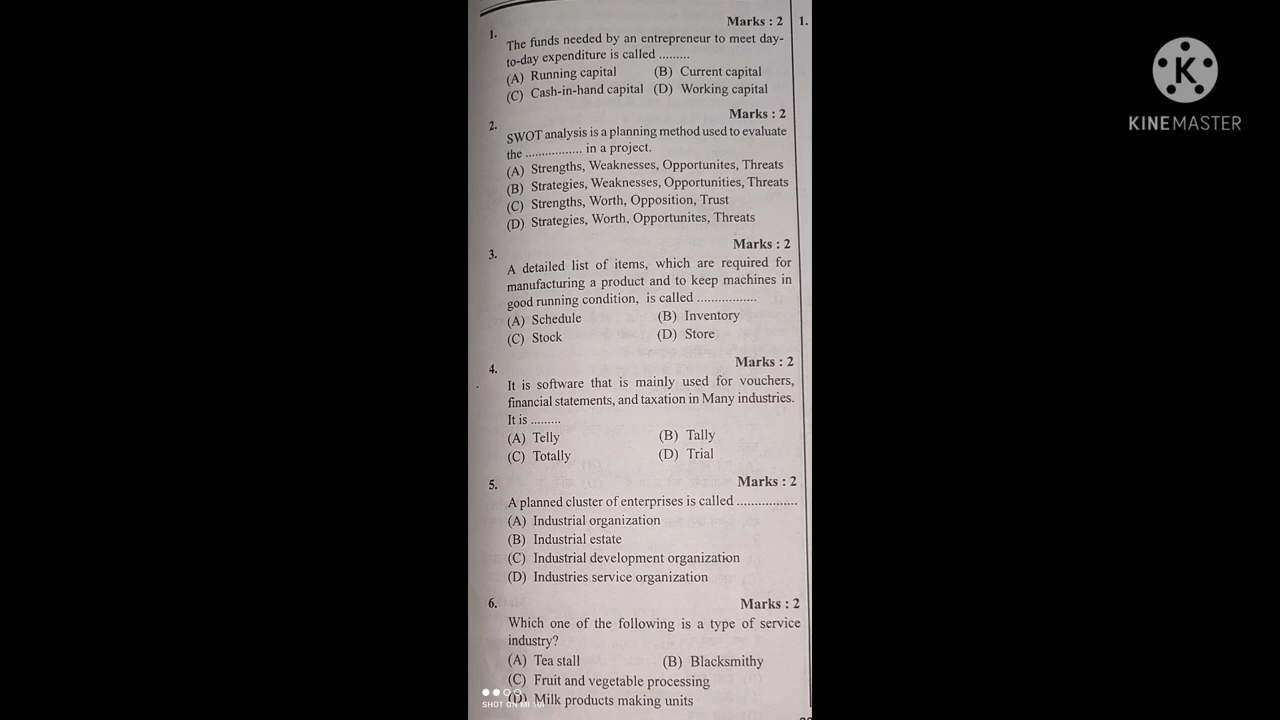 Marks : 2
1.
1. The funds needed by an entrepreneur to meet day-
to-day expenditure is called .........
(A) Running capital (B) Current capital
(C) Cash-in-hand capital (D) Working capital
Marks : 2
2. SWOT analysis is a planning method used to evaluate
the ................. in a project.
(A) Strengths, Weaknesses, Opportunites, Threats
(B) Strategies, Weaknesses, Opportunities, Threats
(C) Strengths, Worth, Opposition, Trust
(D) Strategies, Worth, Opportunites, Threats
Marks : 2
3. A detailed list of items, which are required for
manufacturing a product and to keep machines in
good running condition, is called .................
(A) Schedule (B) Inventory
(C) Stock (D) Store
Marks : 2
4. It is software that is mainly used for vouchers,
financial statements, and taxation in Many industries.
It is .........
(A) Telly (B) Tally
(C) Totally (D) Trial
Marks : 2
5. A planned cluster of enterprises is called .................
(A) Industrial organization
(B) Industrial estate
(C) Industrial development organization
(D) Industries service organization
Marks : 2
6. Which one of the following is a type of service
industry?
(A) Tea stall (B) Blacksmithy
(C) Fruit and vegetable processing
(D) Milk products making units
SHOT ON MI 10i
K
KINEMASTER